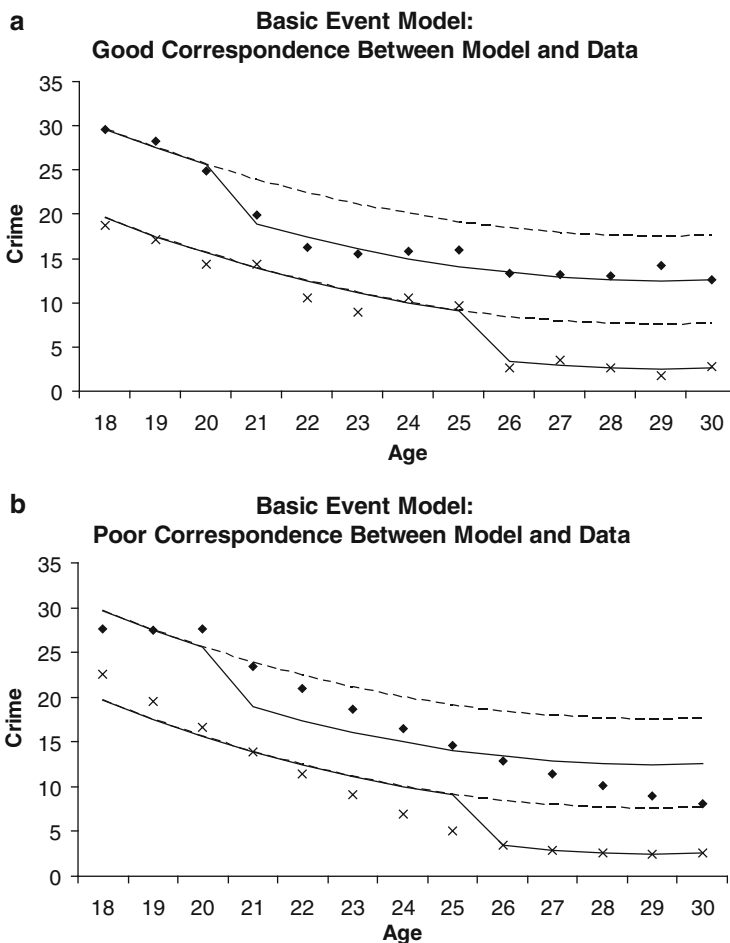 a
Basic Event Model:
Good Correspondence Between Model and Data
35
30
25
20
15
10
5
0
Crime
18 19 20 21 22 23 24 25 26 27 28 29 30
Age
b
Basic Event Model:
Poor Correspondence Between Model and Data
35
30
25
20
15
10
5
0
Crime
18 19 20 21 22 23 24 25 26 27 28 29 30
Age